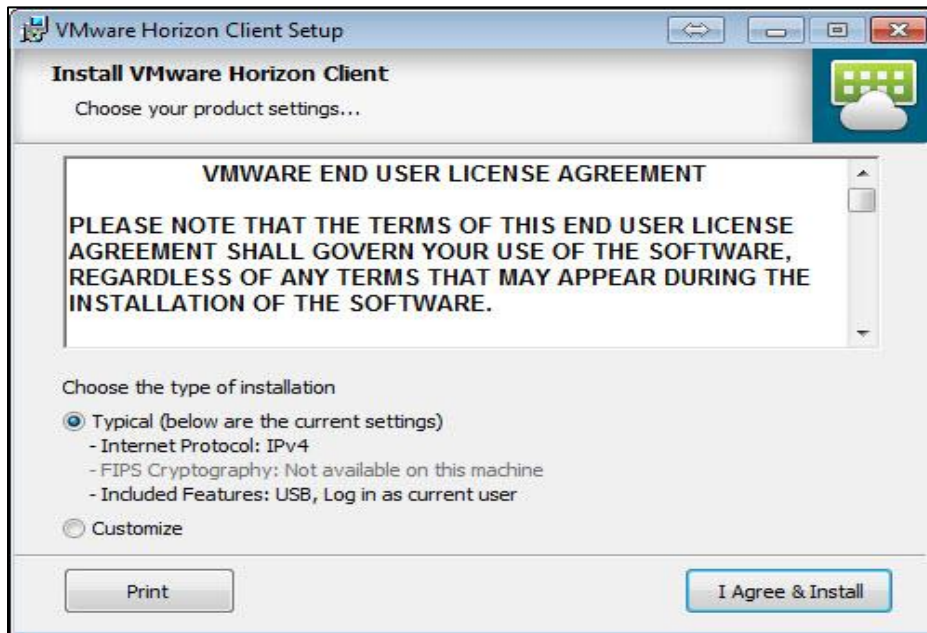 VMware Horizon Client Setup
Install VMware Horizon Client
Choose your product settings...
VMWARE END USER LICENSE AGREEMENT
PLEASE NOTE THAT THE TERMS OF THIS END USER LICENSE
AGREEMENT SHALL GOVERN YOUR USE OF THE SOFTWARE,
REGARDLESS OF ANY TERMS THAT MAY APPEAR DURING THE
INSTALLATION OF THE SOFTWARE.
Choose the type of installation
Typical (below are the current settings)
- Internet Protocol: IPv4
- FIPS Cryptography: Not available on this machine
- Included Features: USB, Log in as current user
Customize
Print
I Agree & Install